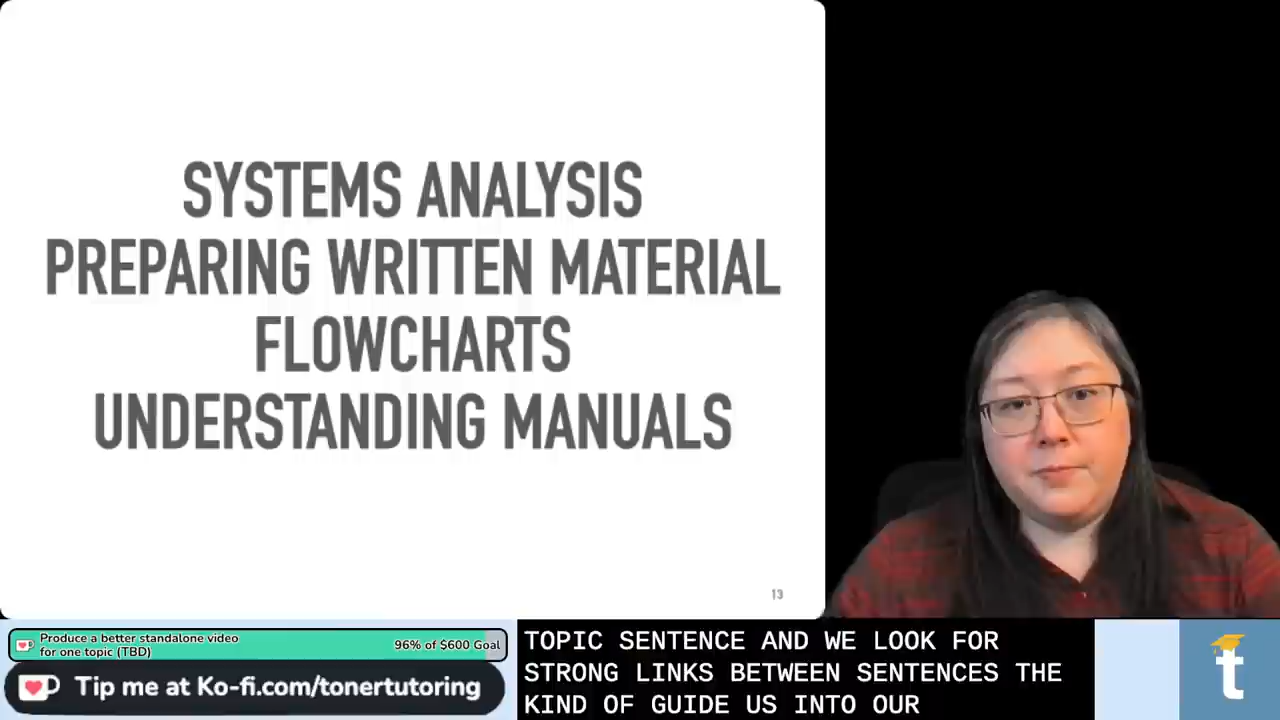 SYSTEMS ANALYSIS
PREPARING WRITTEN MATERIAL
FLOWCHARTS
UNDERSTANDING MANUALS
13
Produce a better standalone video
for one topic (TBD)
96% of $600 Goal
Tip me at Ko-fi.com/tonertutoring
TOPIC SENTENCE AND WE LOOK FOR
STRONG LINKS BETWEEN SENTENCES THE
KIND OF GUIDE US INTO OUR
t